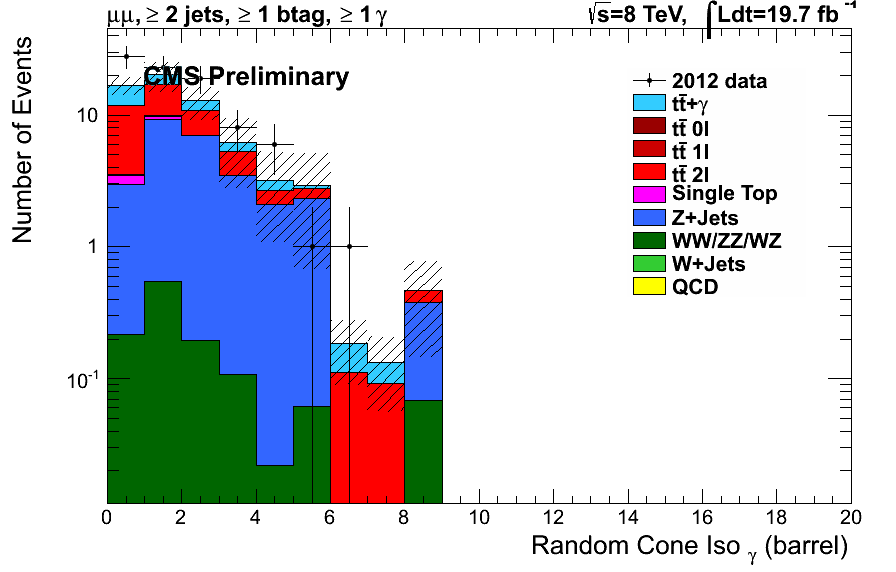 μμ, ≥ 2 jets, ≥ 1 btag, ≥ 1 γ
√s=8 TeV, ∫Ldt=19.7 fb⁻¹
CMS Preliminary
Number of Events
10
1
10⁻¹
0 2 4 6 8 10 12 14 16 18 20
Random Cone Iso γ (barrel)
2012 data
tt̄+γ
tt̄ 0l
tt̄ 1l
tt̄ 2l
Single Top
Z+Jets
WW/ZZ/WZ
W+Jets
QCD